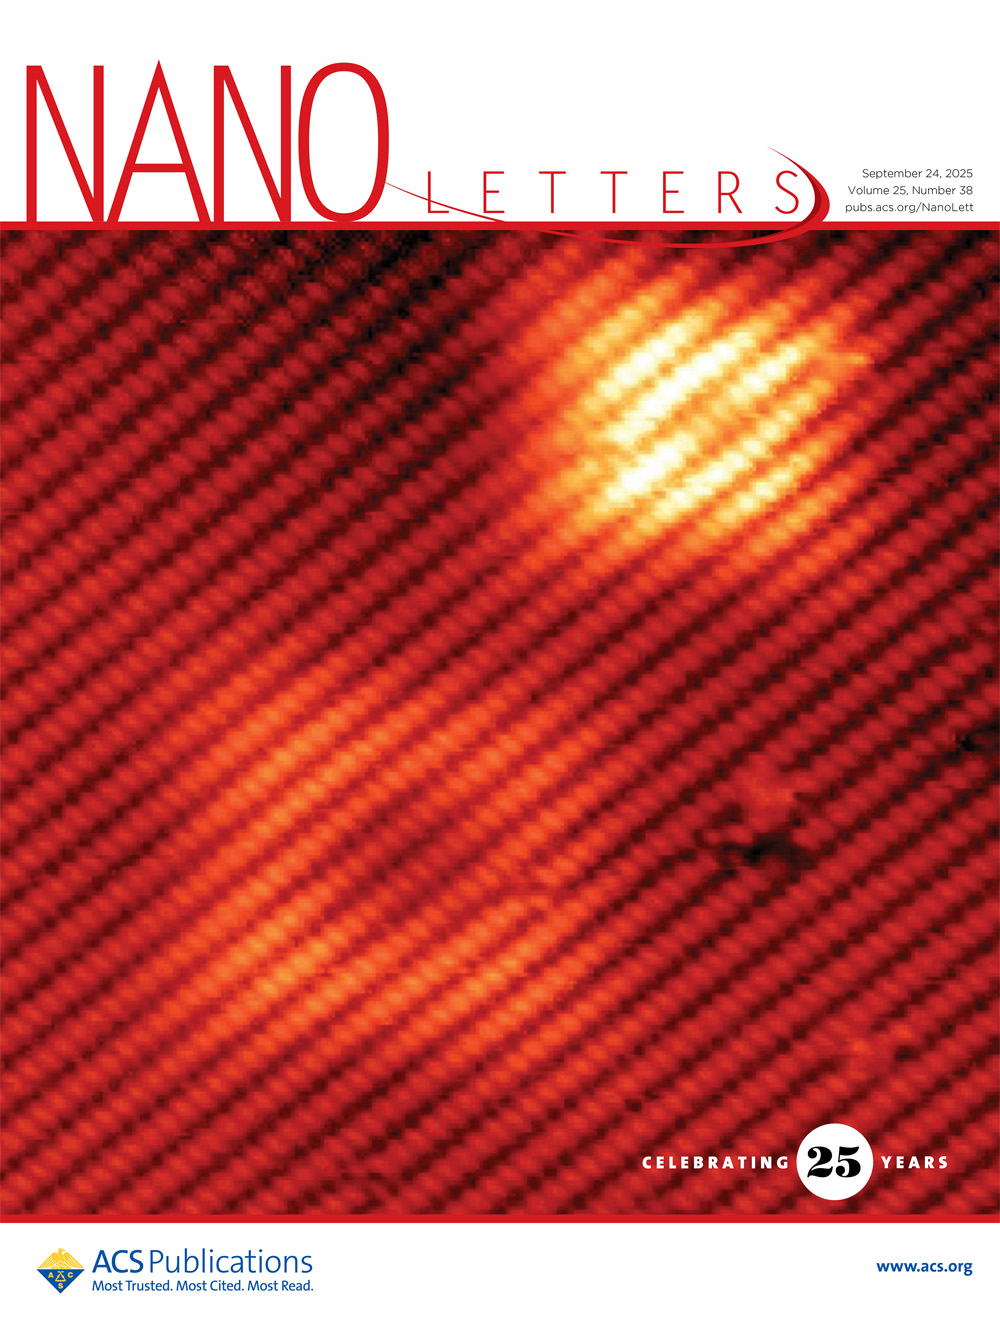 NANO LETTERS
September 24, 2025
Volume 25, Number 38
pubs.acs.org/NanoLett
CELEBRATING 25 YEARS
ACS
ACS Publications
Most Trusted. Most Cited. Most Read.
www.acs.org